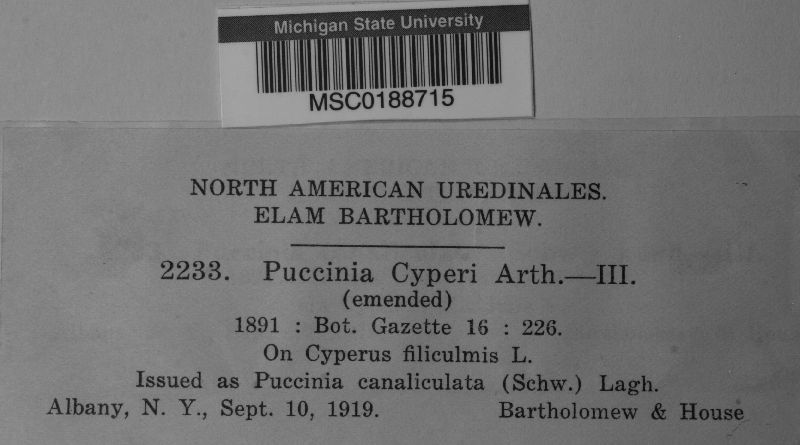 Michigan State University
MSC0188715
NORTH AMERICAN UREDINALES.
ELAM BARTHOLOMEW.
2233. Puccinia Cyperi Arth.—III.
(emended)
1891 : Bot. Gazette 16 : 226.
On Cyperus filiculmis L.
Issued as Puccinia canaliculata (Schw.) Lagh.
Albany, N. Y., Sept. 10, 1919. Bartholomew & House